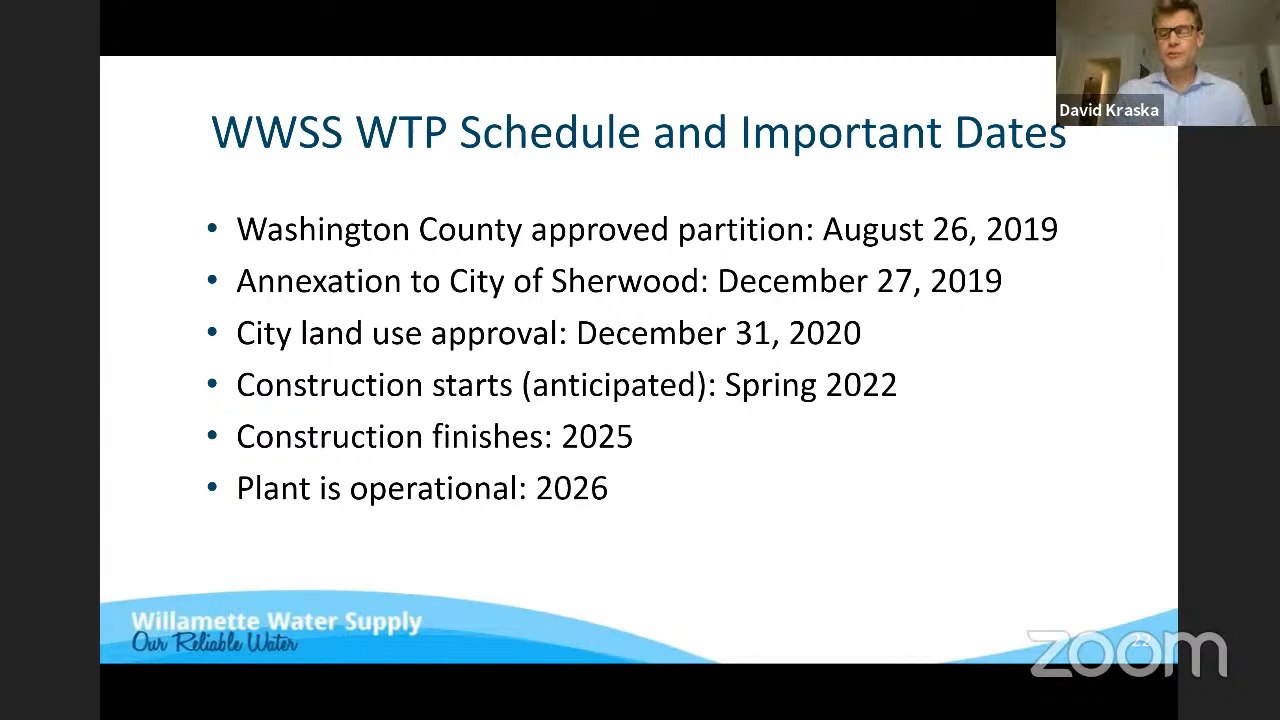 David Kraska
WWSS WTP Schedule and Important Dates
• Washington County approved partition: August 26, 2019
• Annexation to City of Sherwood: December 27, 2019
• City land use approval: December 31, 2020
• Construction starts (anticipated): Spring 2022
• Construction finishes: 2025
• Plant is operational: 2026
Willamette Water Supply
Our Reliable Water
22
zoom